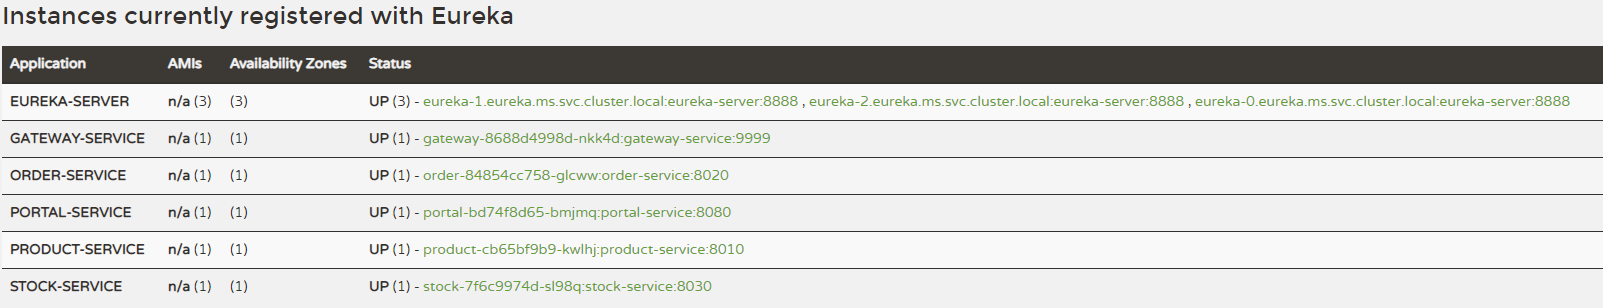 Instances currently registered with Eureka
Application AMIs Availability Zones Status
EUREKA-SERVER n/a (3) (3) UP (3) - eureka-1.eureka.ms.svc.cluster.local:eureka-server:8888 , eureka-2.eureka.ms.svc.cluster.local:eureka-server:8888 , eureka-0.eureka.ms.svc.cluster.local:eureka-server:8888
GATEWAY-SERVICE n/a (1) (1) UP (1) - gateway-8688d4998d-nkk4d:gateway-service:9999
ORDER-SERVICE n/a (1) (1) UP (1) - order-84854cc758-glcww:order-service:8020
PORTAL-SERVICE n/a (1) (1) UP (1) - portal-bd74f8d65-bmjmq:portal-service:8080
PRODUCT-SERVICE n/a (1) (1) UP (1) - product-cb65bf9b9-kwlhj:product-service:8010
STOCK-SERVICE n/a (1) (1) UP (1) - stock-7f6c9974d-sl98q:stock-service:8030